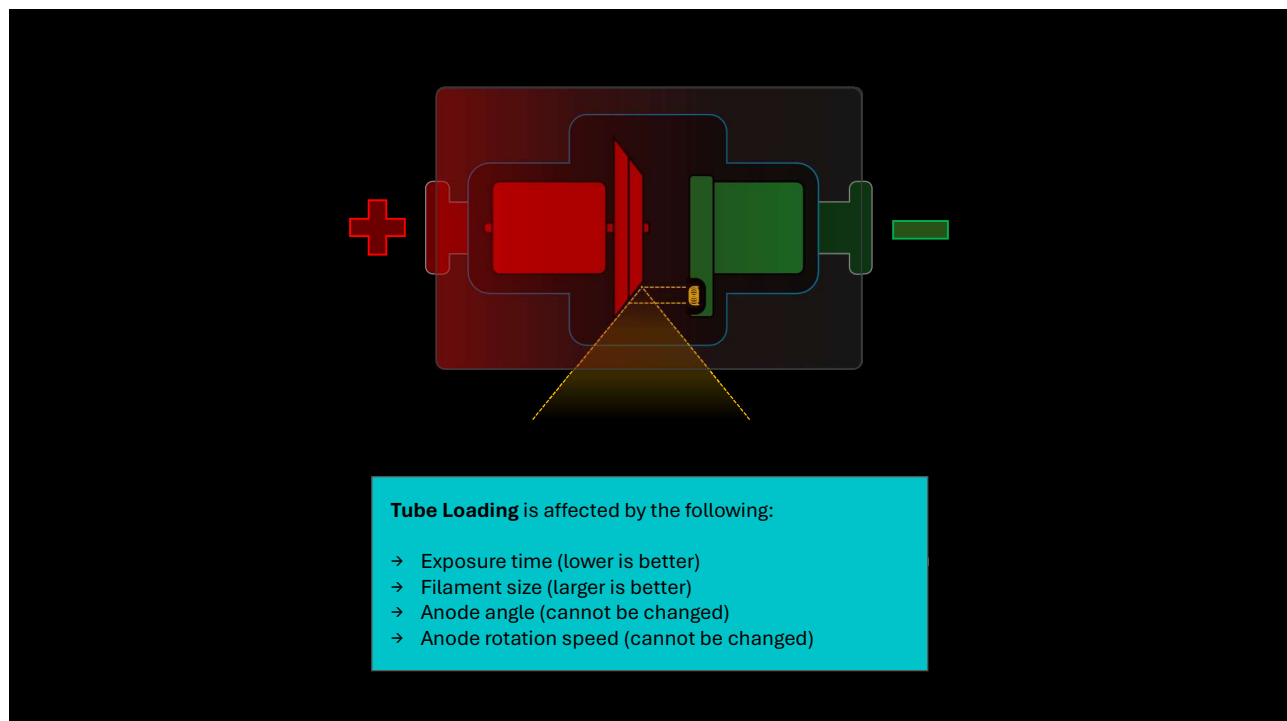 Tube Loading is affected by the following:
→ Exposure time (lower is better)
→ Filament size (larger is better)
→ Anode angle (cannot be changed)
→ Anode rotation speed (cannot be changed)